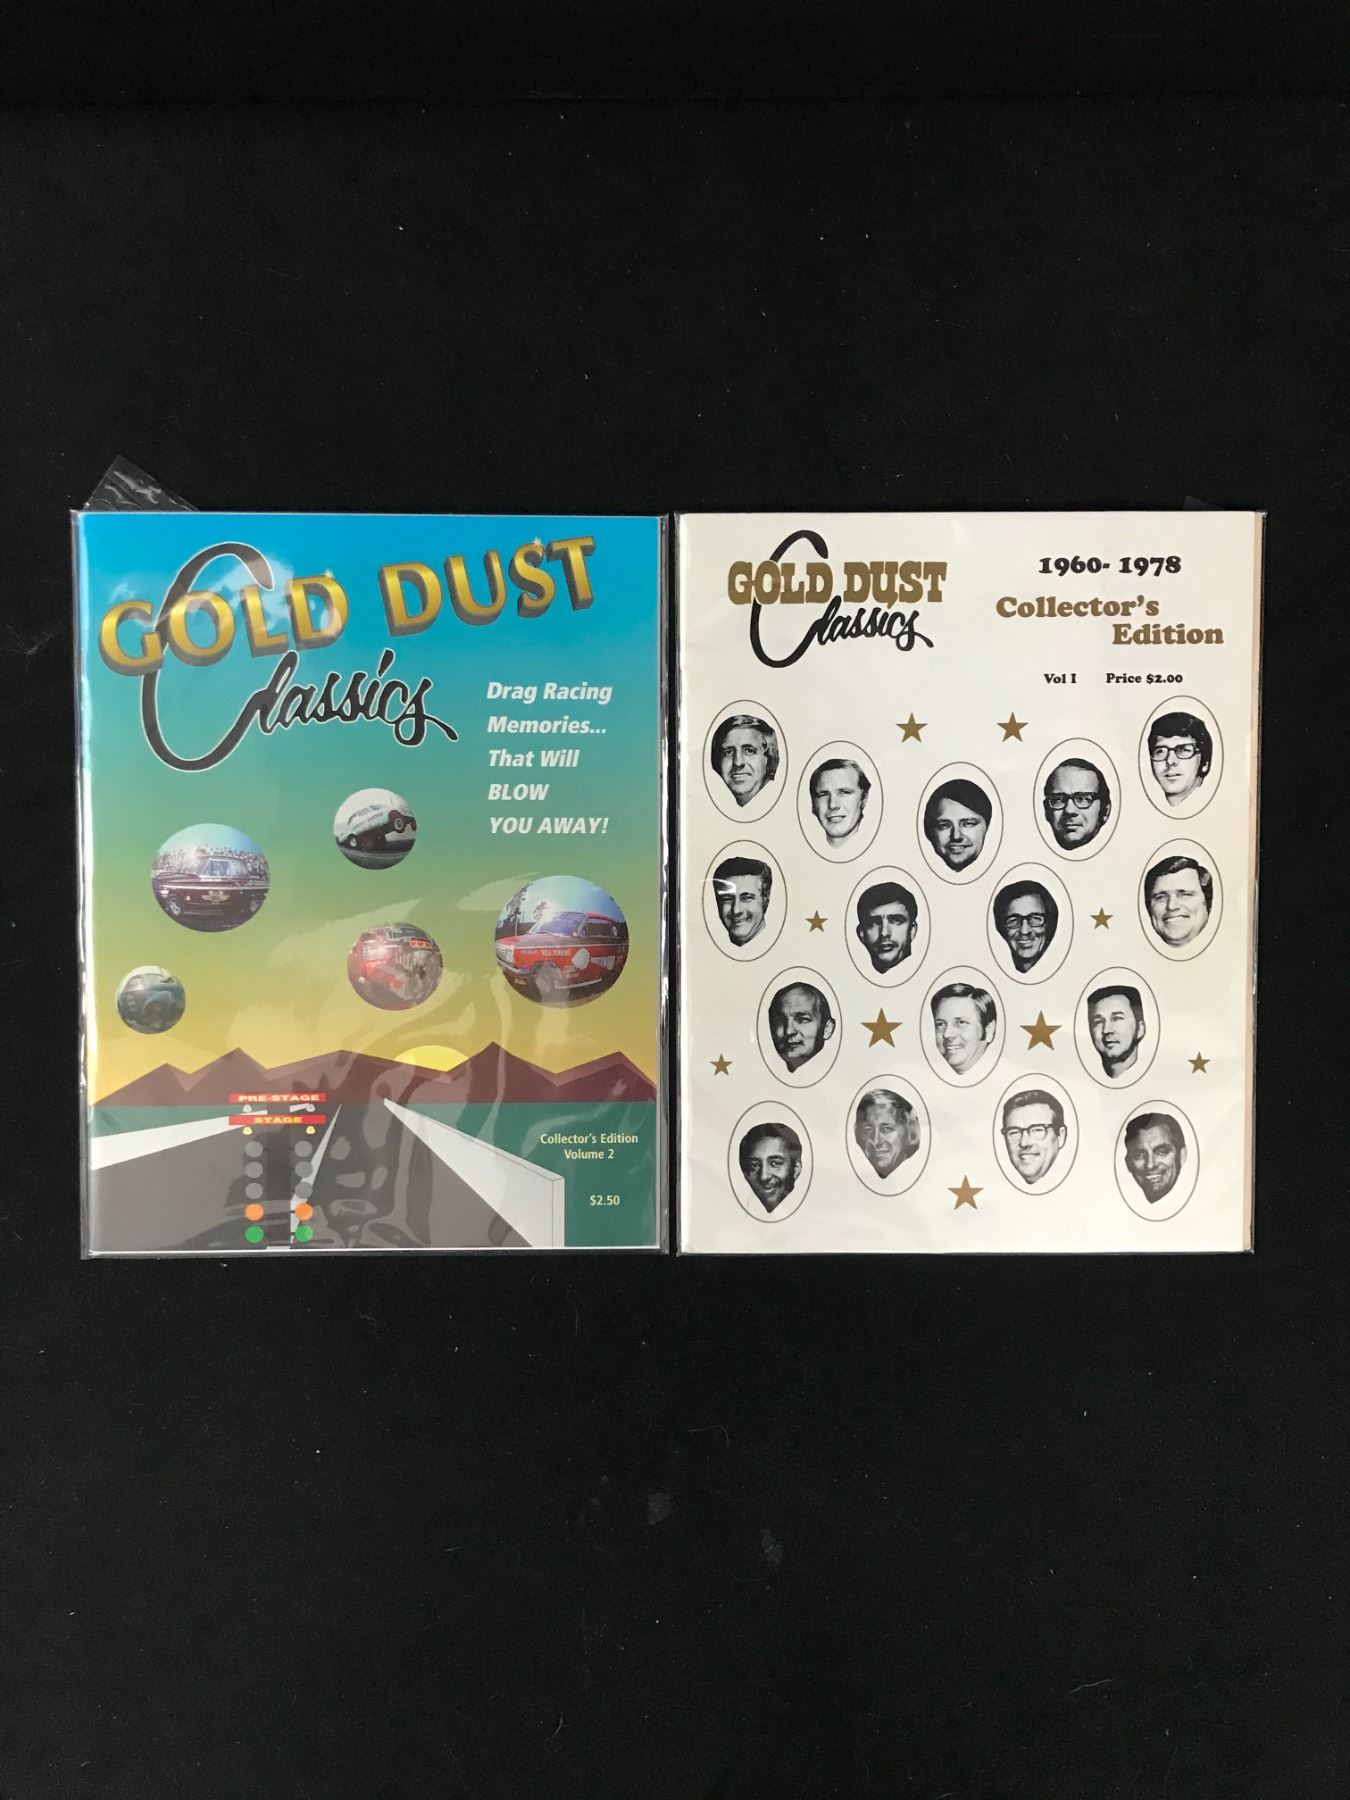 GOLD DUST
Classics
Drag Racing
Memories...
That Will
BLOW
YOU AWAY!
PRE-STAGE
STAGE
Collector's Edition
Volume 2
$2.50
GOLD DUST
Classics
1960- 1978
Collector's
Edition
Vol I Price $2.00